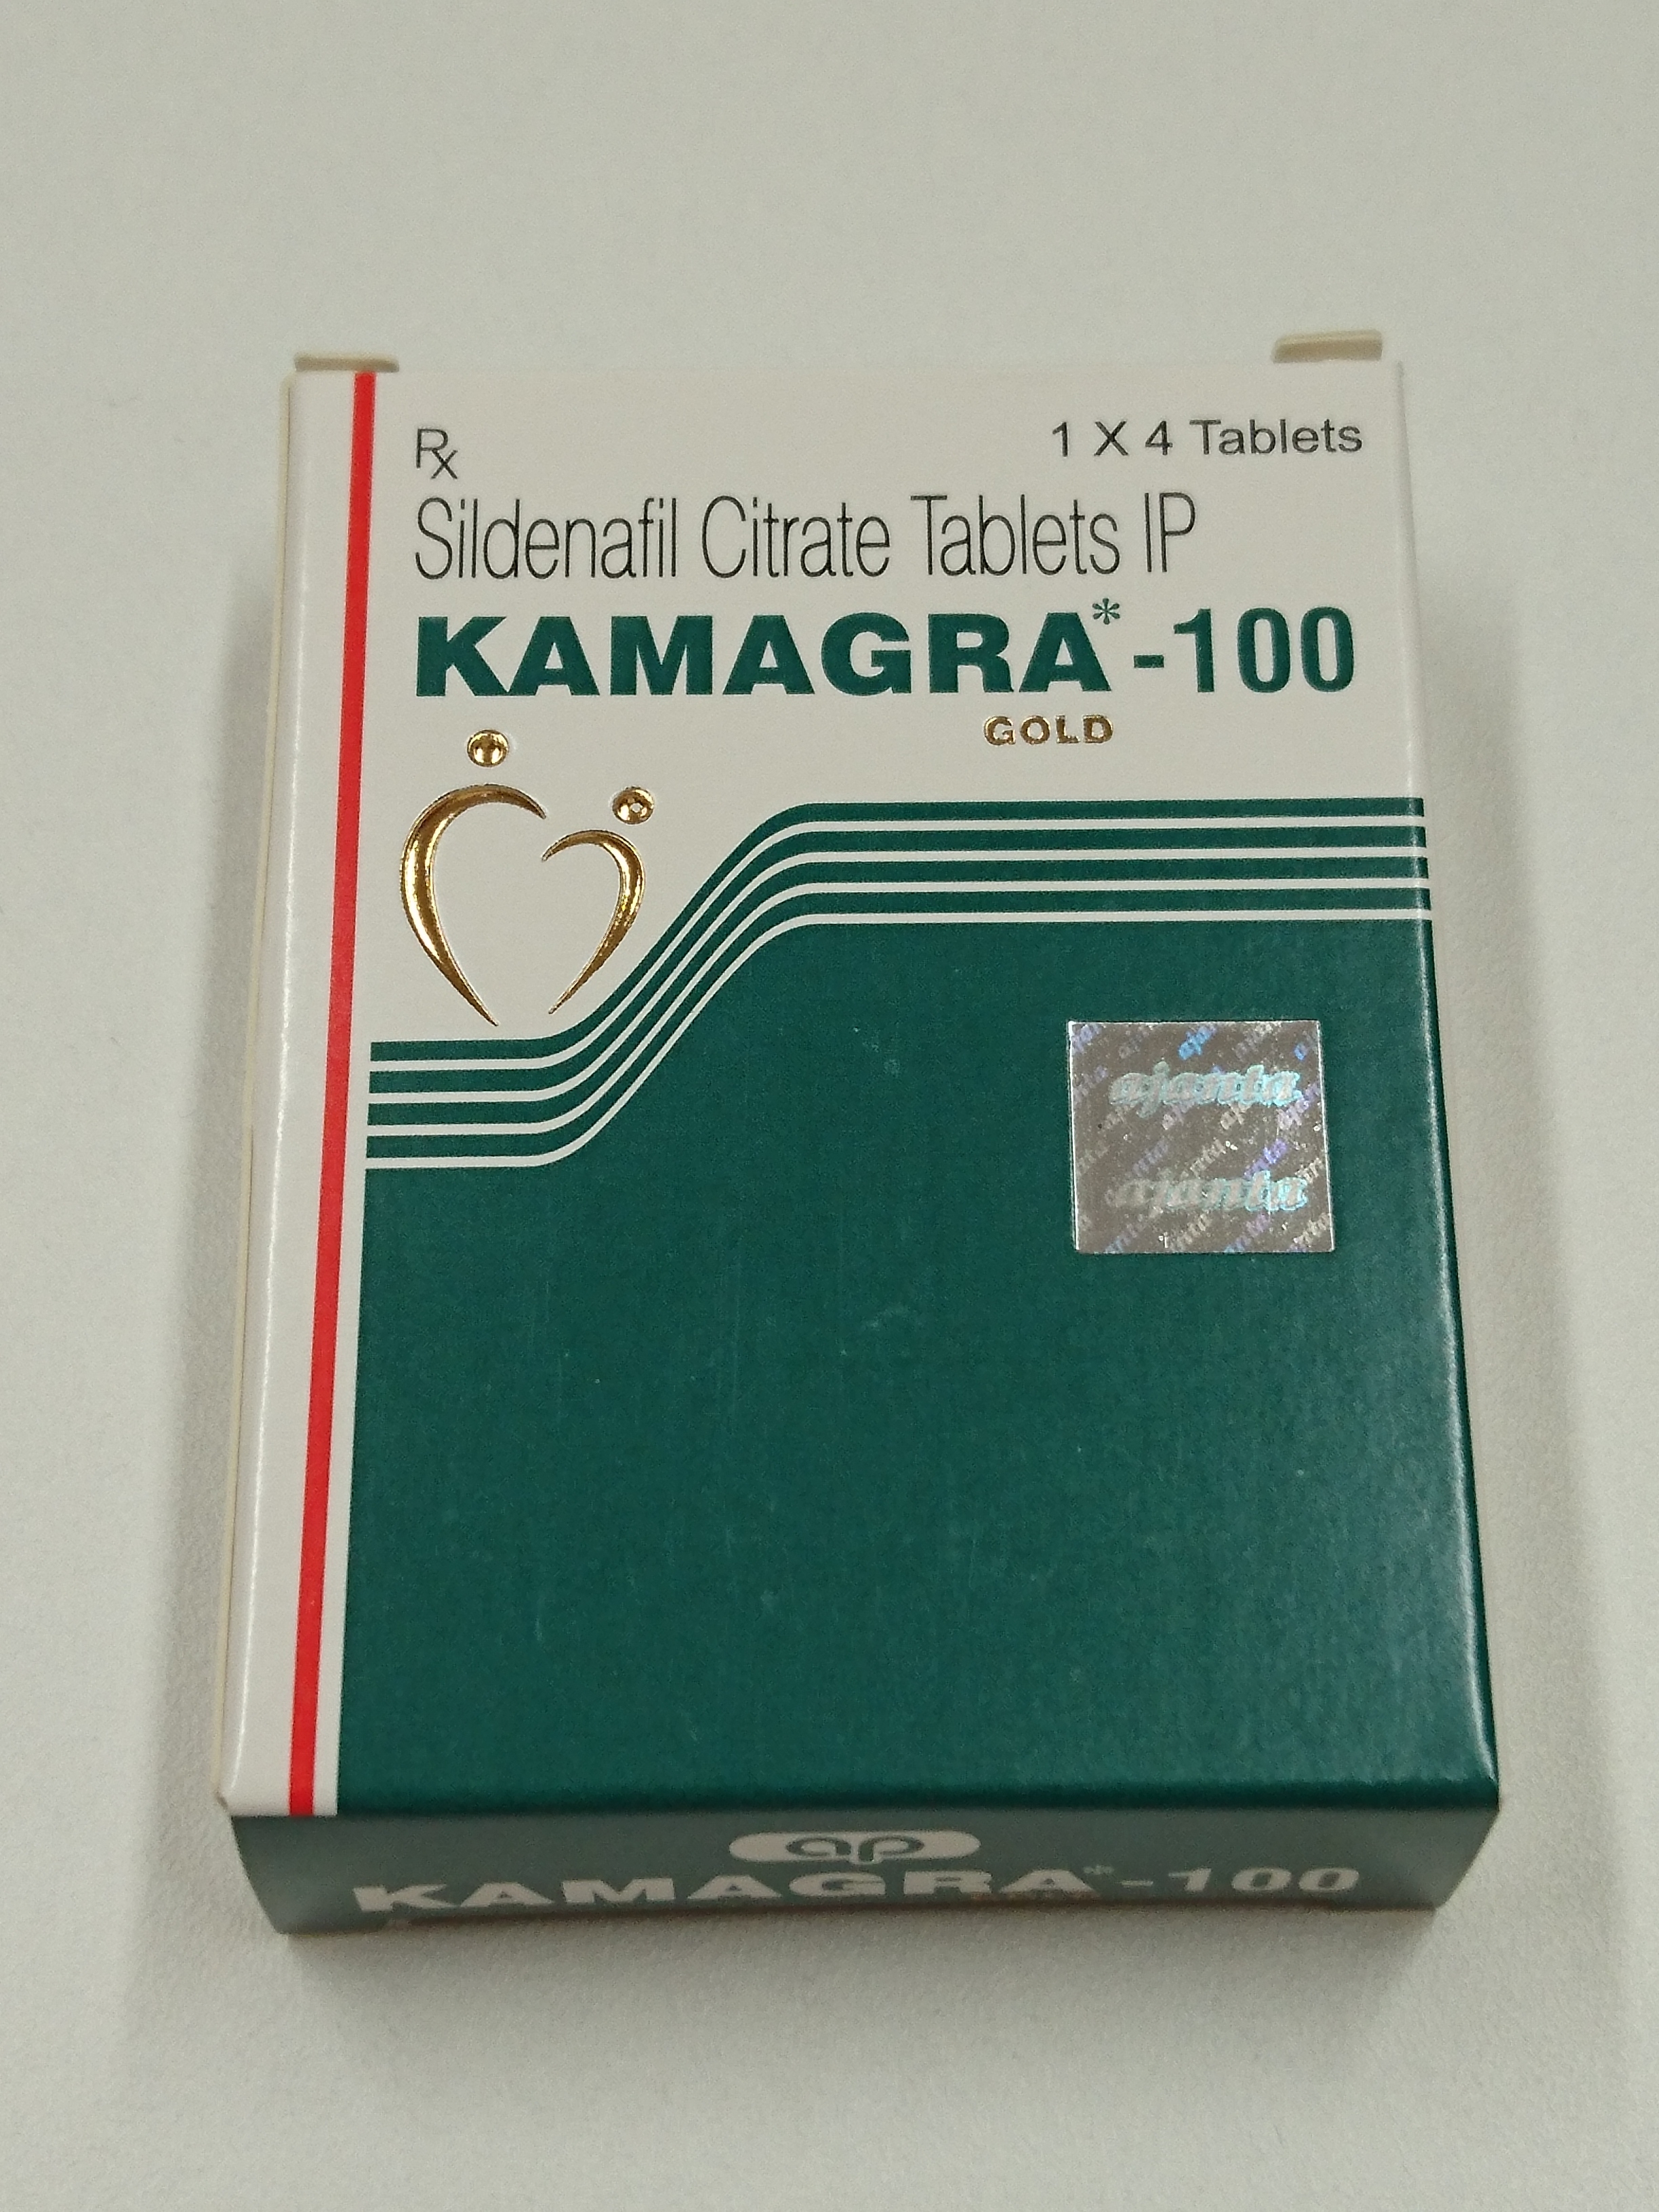 Rx
1 X 4 Tablets
Sildenafil Citrate Tablets IP
KAMAGRA*-100
GOLD
ajanta
ajanta
ap
KAMAGRA*-100